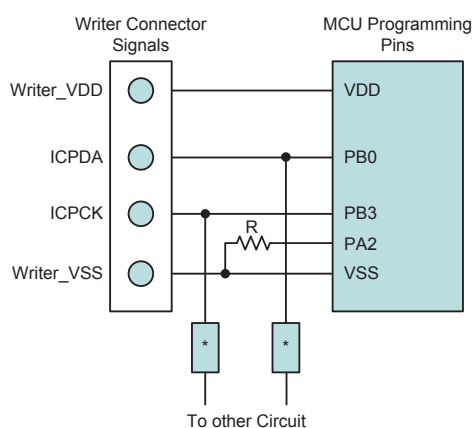 Writer Connector
Signals
MCU Programming
Pins
Writer_VDD
VDD
ICPDA
PB0
ICPCK
PB3
R
PA2
Writer_VSS
VSS
*
*
To other Circuit